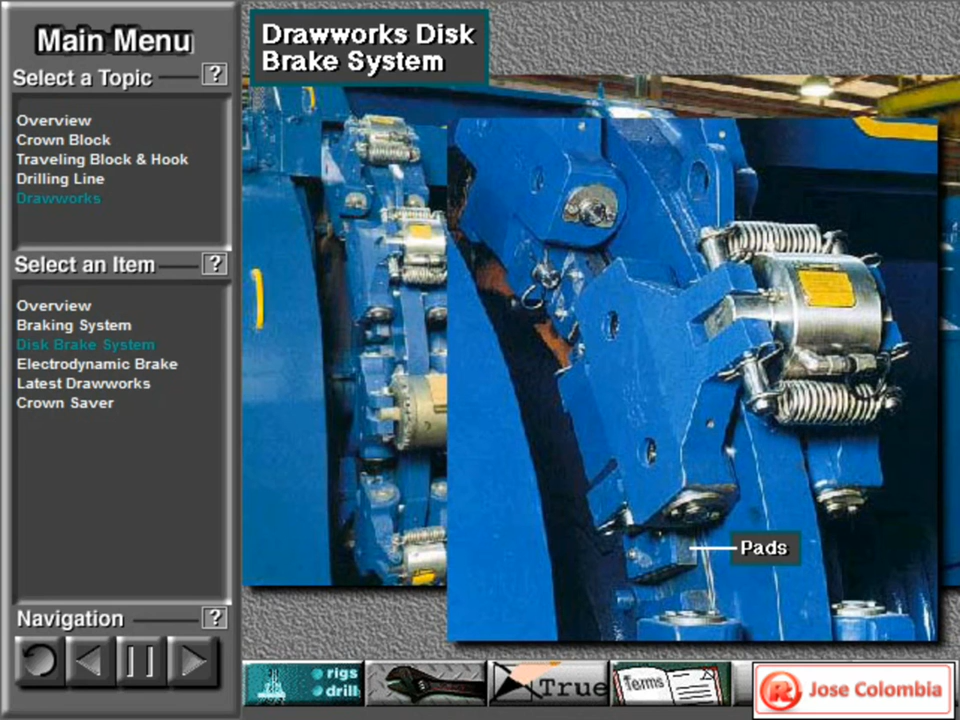 Main Menu
Select a Topic
?
Overview
Crown Block
Traveling Block & Hook
Drilling Line
Drawworks
Select an Item
?
Overview
Braking System
Disk Brake System
Electrodynamic Brake
Latest Drawworks
Crown Saver
Navigation
?
Drawworks Disk
Brake System
Pads
rigs
drill
True
Terms
Jose Colombia